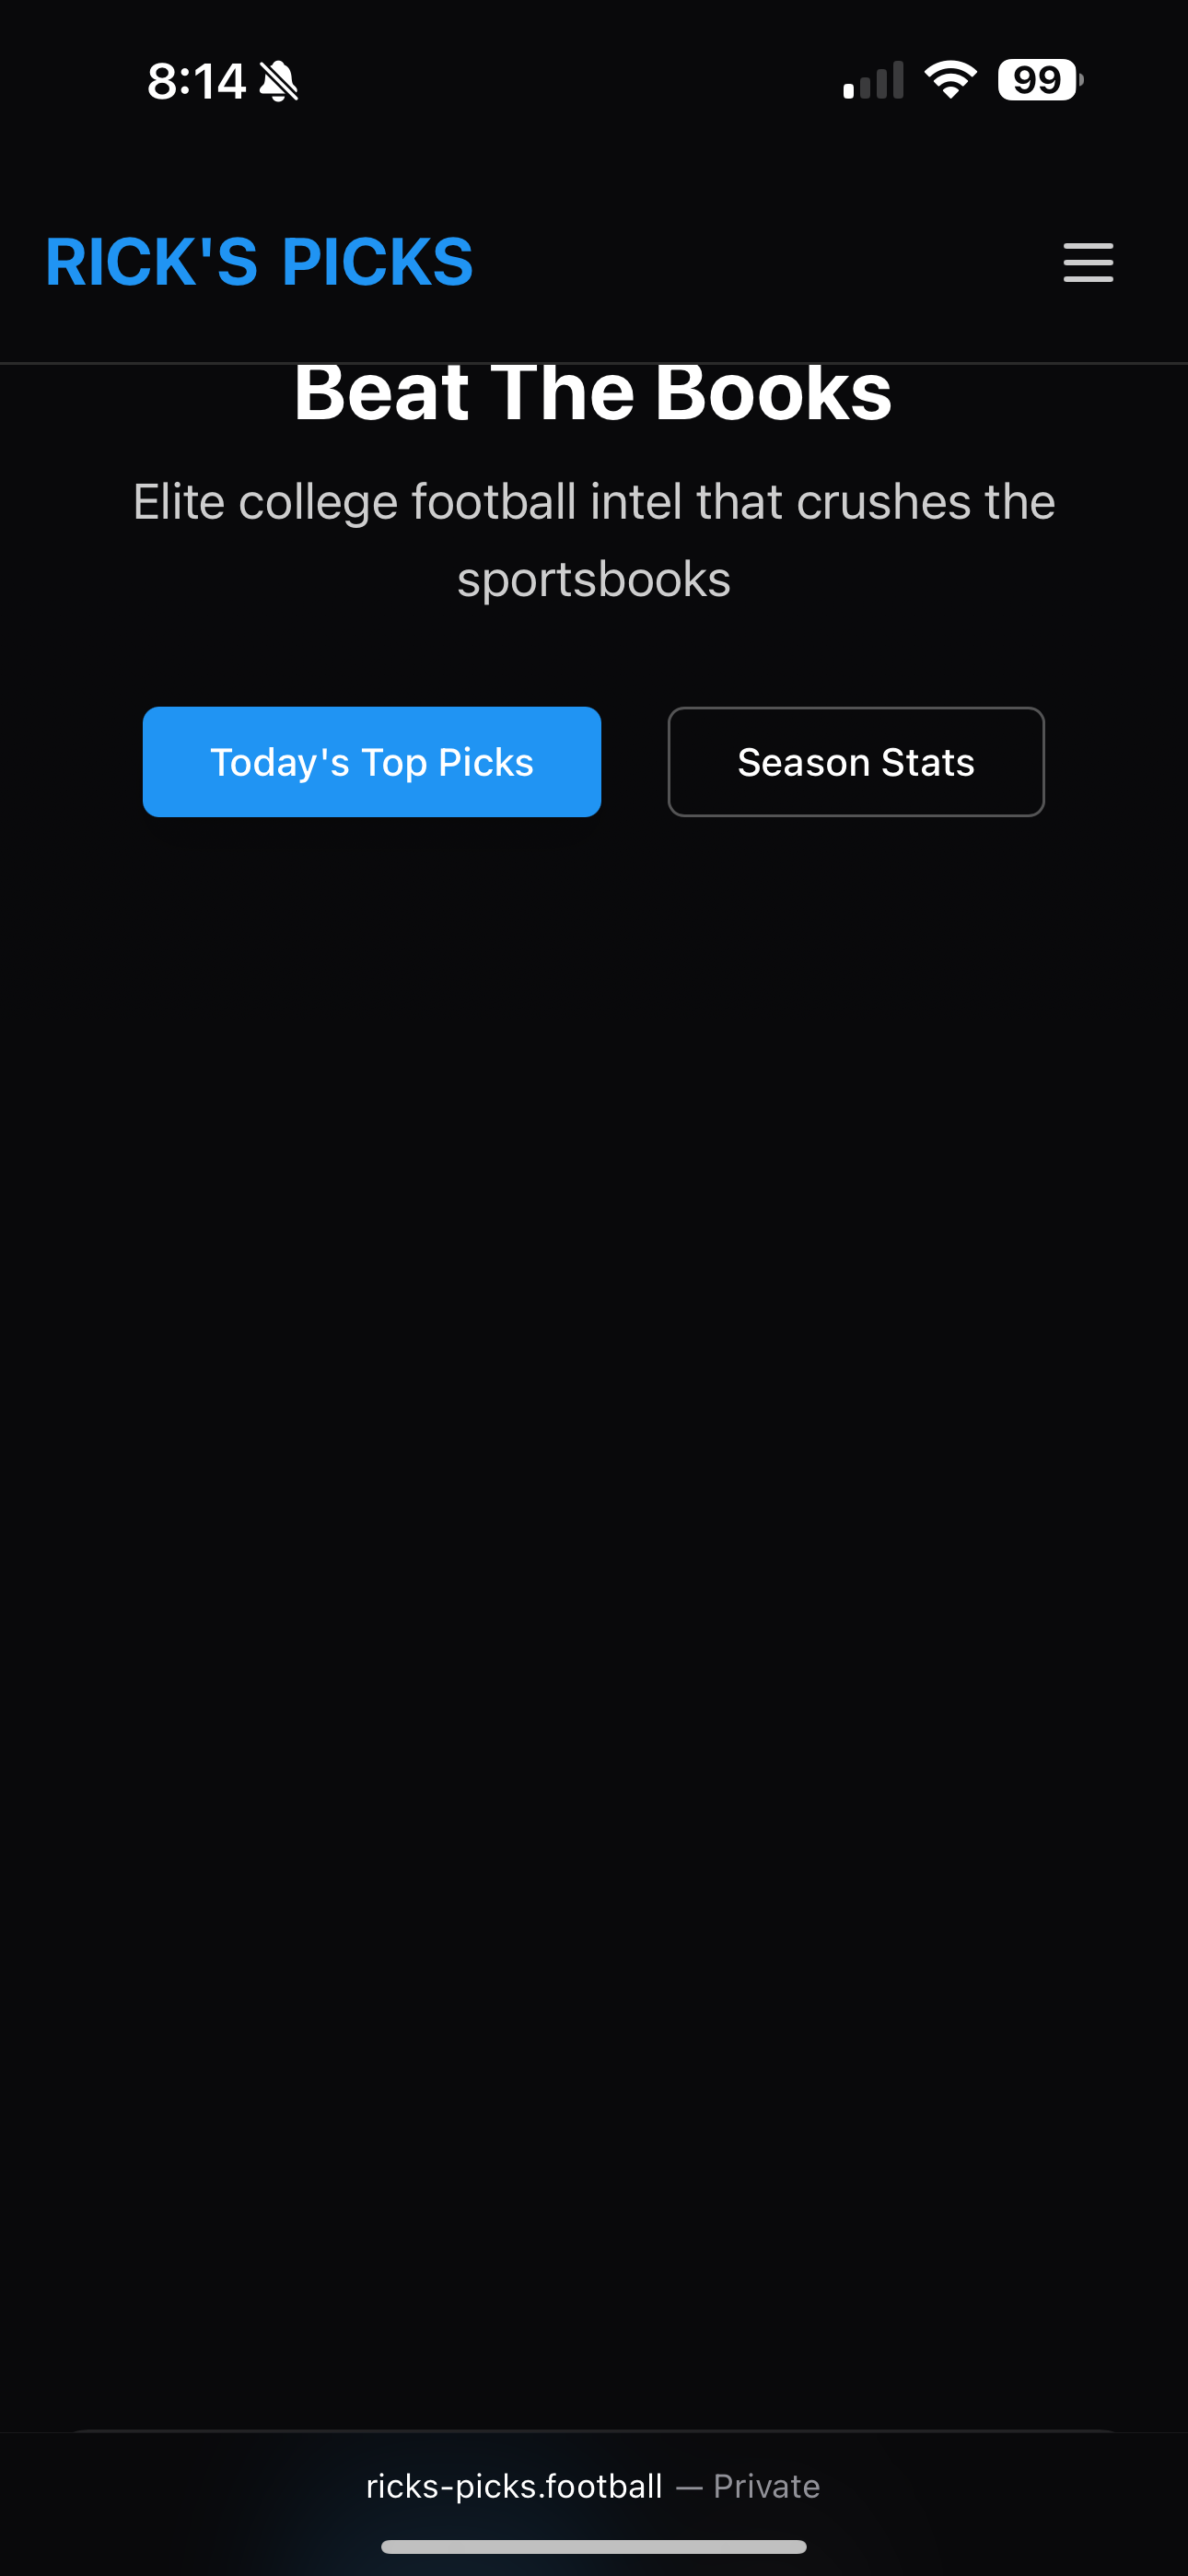 8:14
99
RICK'S PICKS
Beat The Books
Elite college football intel that crushes the
sportsbooks
Today's Top Picks
Season Stats
ricks-picks.football — Private